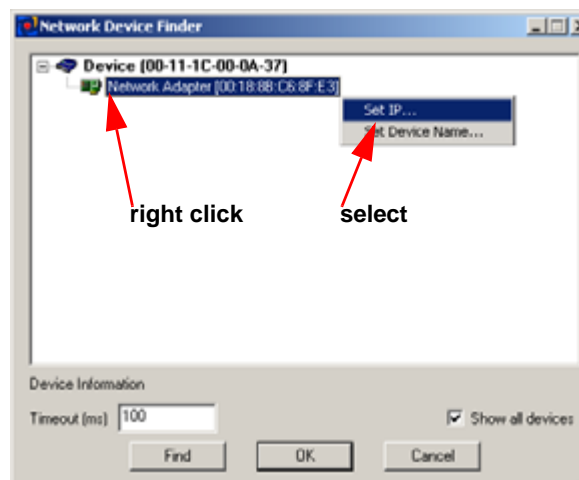 Network Device Finder
Device [00-11-1C-00-0A-37]
Network Adapter [00:18:8B:C6:8F:E3]
Set IP...
Set Device Name...
right click
select
Device Information
Timeout (ms) 100
Show all devices
Find OK Cancel